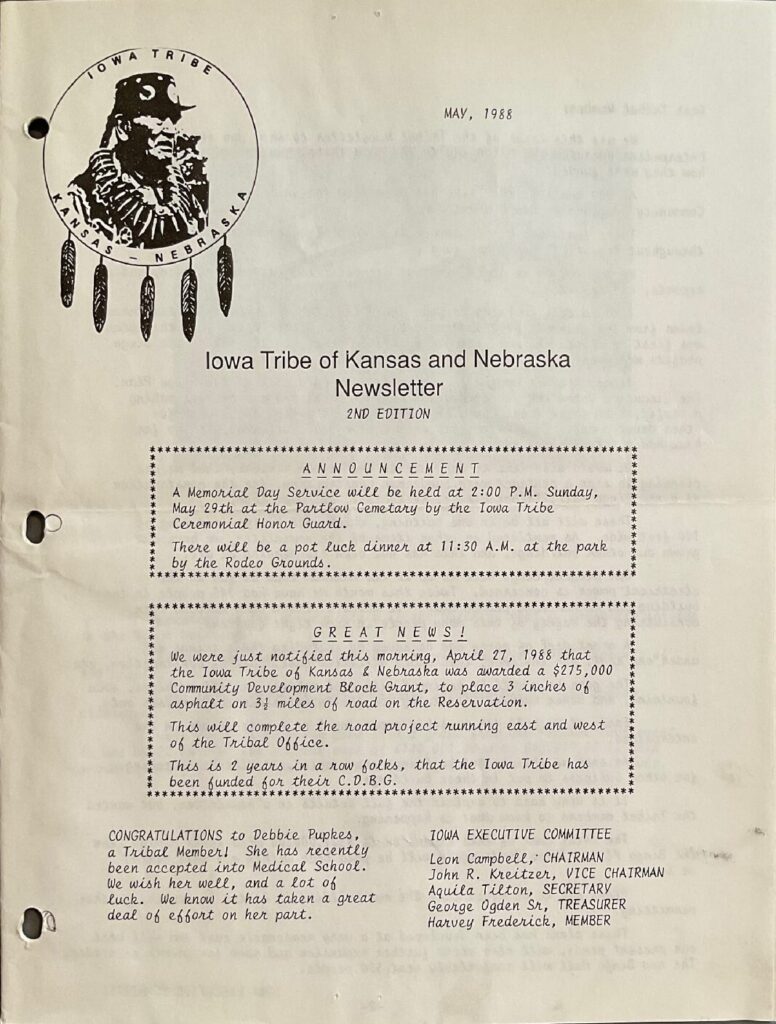 IOWA TRIBE
KANSAS - NEBRASKA
MAY, 1988
Iowa Tribe of Kansas and Nebraska
Newsletter
2ND EDITION
ANNOUNCEMENT
A Memorial Day Service will be held at 2:00 P.M. Sunday,
May 29th at the Partlow Cemetary by the Iowa Tribe
Ceremonial Honor Guard.
There will be a pot luck dinner at 11:30 A.M. at the park
by the Rodeo Grounds.
GREAT NEWS!
We were just notified this morning, April 27, 1988 that
the Iowa Tribe of Kansas & Nebraska was awarded a $275,000
Community Development Block Grant, to place 3 inches of
asphalt on 3½ miles of road on the Reservation.
This will complete the road project running east and west
of the Tribal Office.
This is 2 years in a row folks, that the Iowa Tribe has
been funded for their C.D.B.G.
CONGRATULATIONS to Debbie Pupkes,
a Tribal Member! She has recently
been accepted into Medical School.
We wish her well, and a lot of
luck. We know it has taken a great
deal of effort on her part.
IOWA EXECUTIVE COMMITTEE
Leon Campbell, CHAIRMAN
John R. Kreitzer, VICE CHAIRMAN
Aquila Tilton, SECRETARY
George Ogden Sr, TREASURER
Harvey Frederick, MEMBER